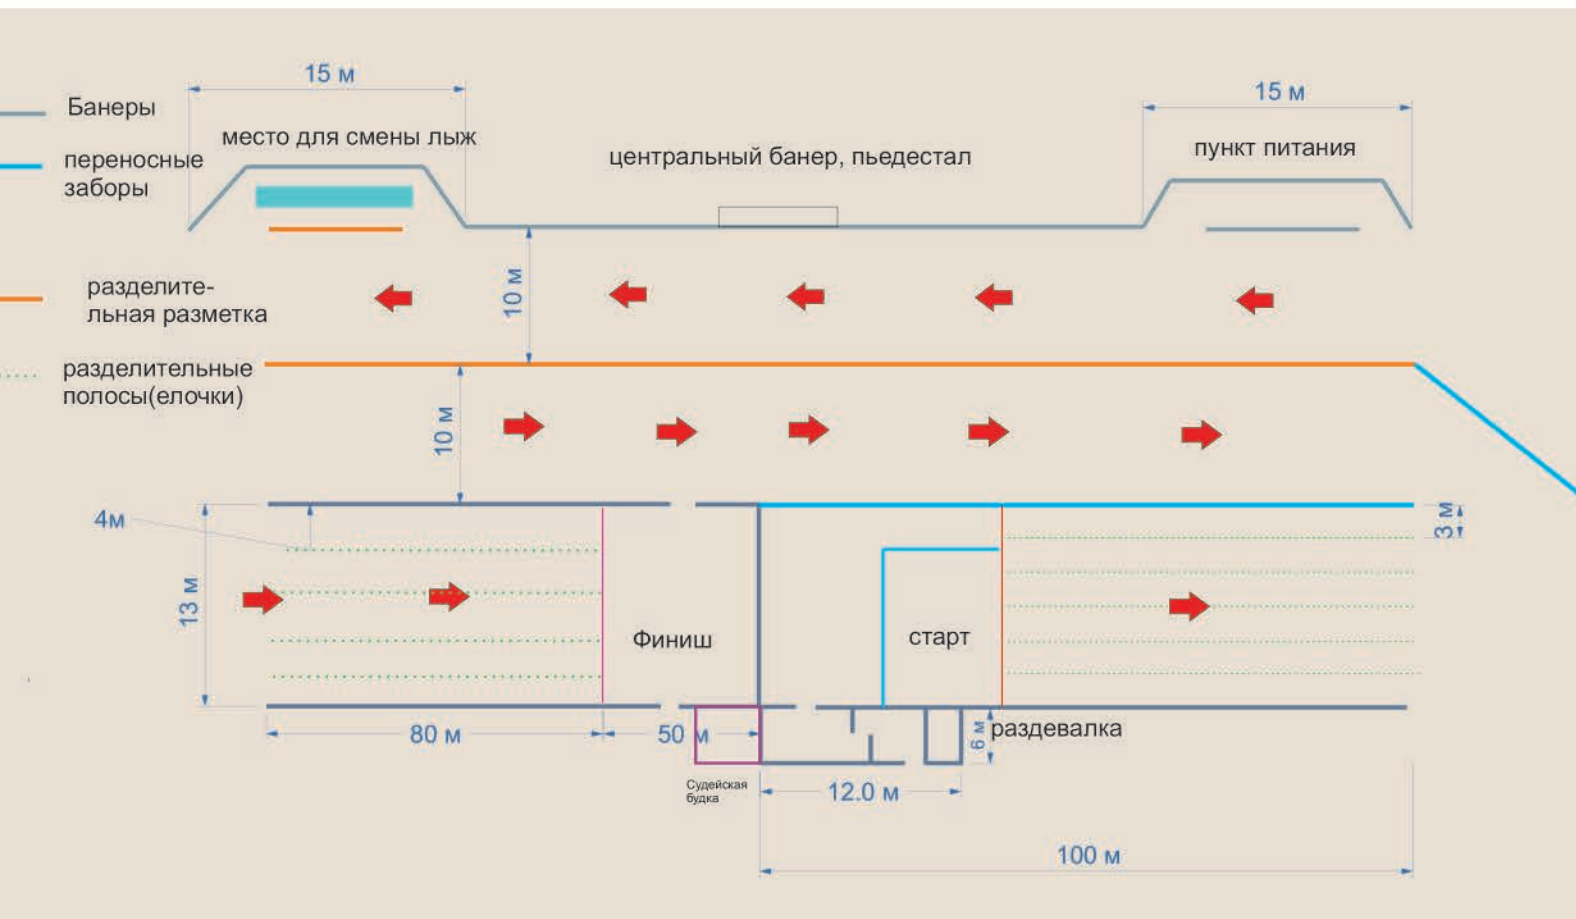 15 м
15 м
Банеры
место для смены лыж
центральный банер, пьедестал
пункт питания
переносные
заборы
разделите-
льная разметка
10 м
разделительные
полосы(елочки)
10 м
4м
3 м
13 м
Финиш
старт
80 м
50 м
6 м
раздевалка
Судейская
будка
12.0 м
100 м